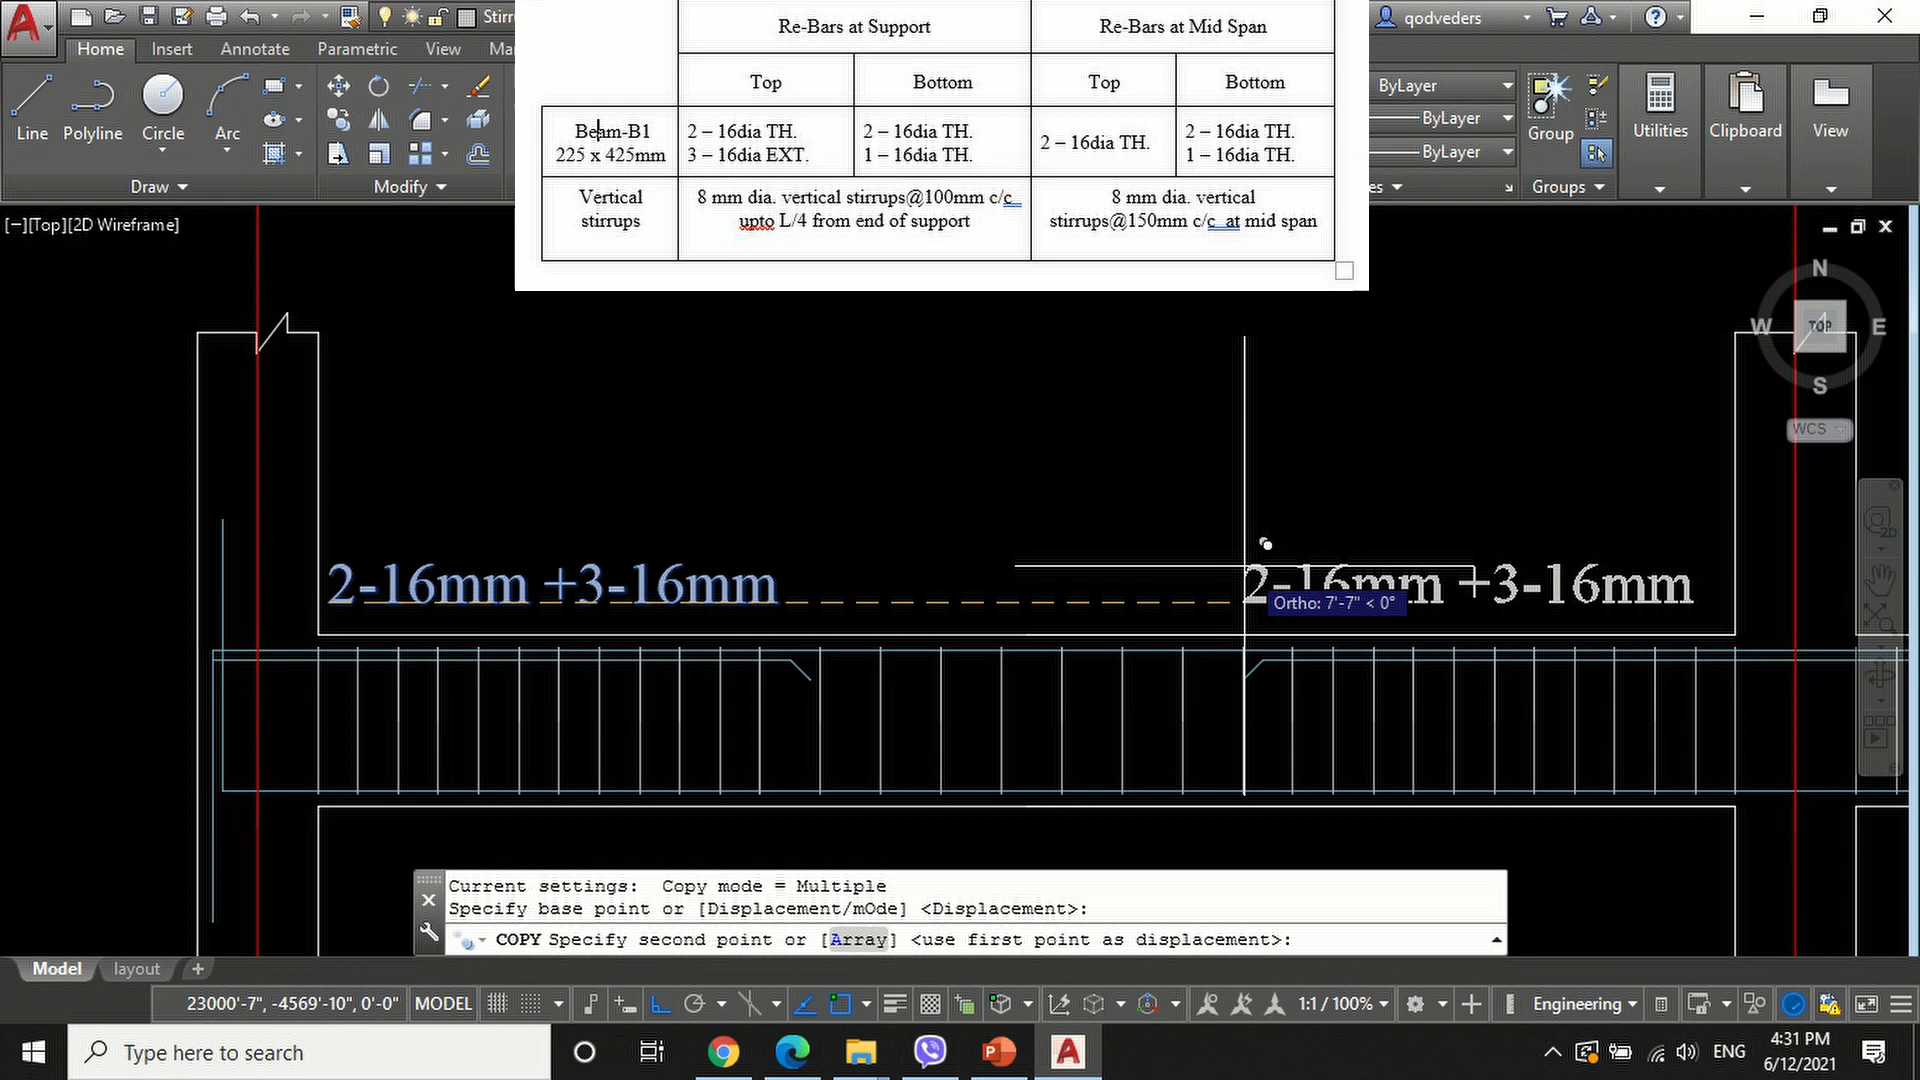 Stirr
qodveders
Home Insert Annotate Parametric View Ma
Re-Bars at Support Re-Bars at Mid Span
Top Bottom Top Bottom
Beam-B1
225 x 425mm
2 – 16dia TH.
3 – 16dia EXT.
2 – 16dia TH.
1 – 16dia TH.
2 – 16dia TH.
2 – 16dia TH.
1 – 16dia TH.
Vertical
stirrups
8 mm dia. vertical stirrups@100mm c/c
upto L/4 from end of support
8 mm dia. vertical
stirrups@150mm c/c at mid span
Line Polyline Circle Arc
Draw Modify
ByLayer
ByLayer
ByLayer
es
Group
Groups
Utilities Clipboard View
[−][Top][2D Wireframe]
N
W TOP E
S
WCS
2D
2-16mm +3-16mm 2-16mm +3-16mm
Ortho: 7'-7" < 0°
Current settings: Copy mode = Multiple
Specify base point or [Displacement/mOde] <Displacement>:
COPY Specify second point or [Array] <use first point as displacement>:
Model layout +
23000'-7", -4569'-10", 0'-0" MODEL 1:1 / 100% Engineering
Type here to search
ENG
4:31 PM
6/12/2021